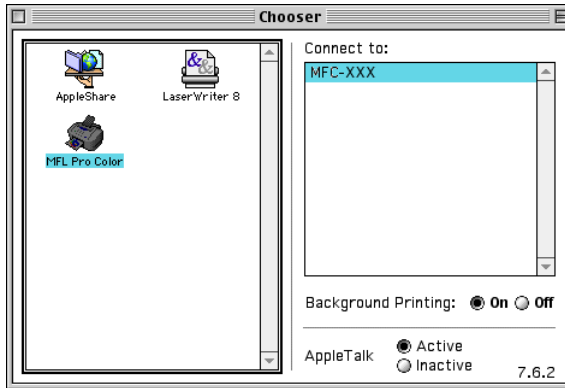 Chooser
AppleShare
LaserWriter 8
MFL Pro Color
Connect to:
MFC-XXX
Background Printing: On Off
AppleTalk
Active
Inactive
7.6.2